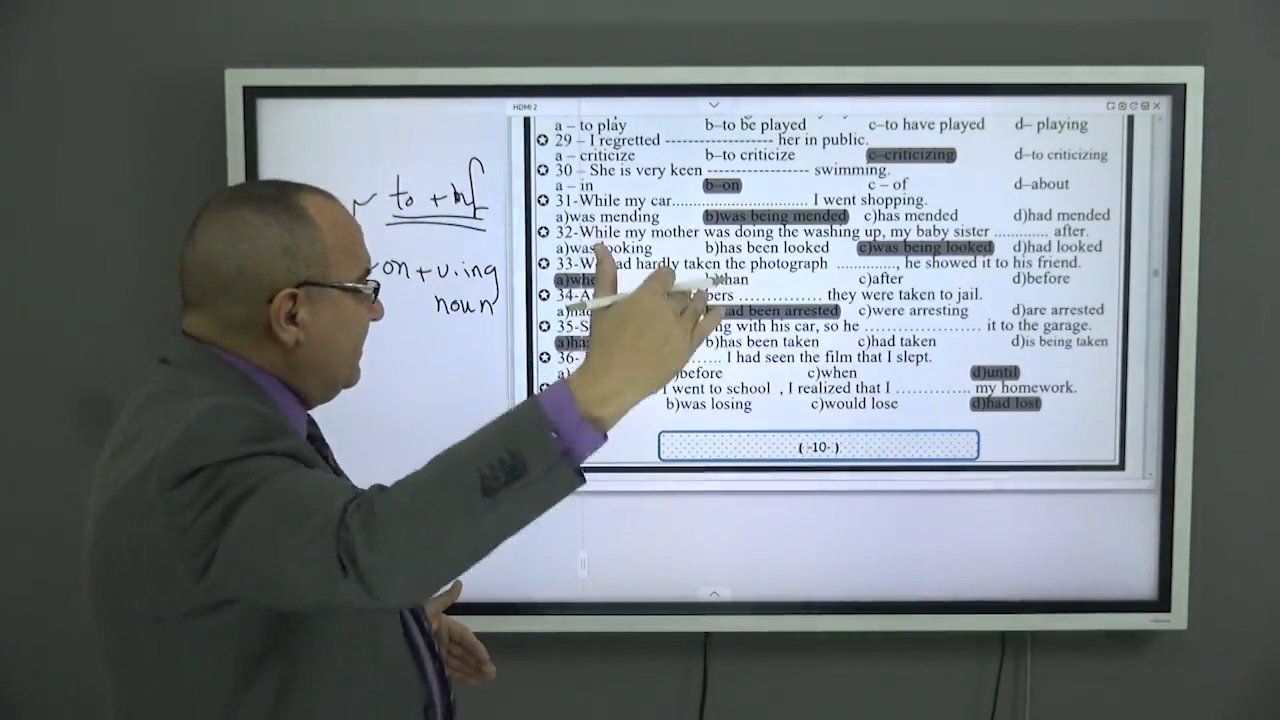 HDMI 2
a – to play b–to be played c–to have played d– playing
29 – I regretted ------------------- her in public.
a – criticize b–to criticize c–criticizing d–to criticizing
30 – She is very keen ------------------ swimming.
a – in b–on c – of d–about
31-While my car............................ I went shopping.
a)was mending b)was being mended c)has mended d)had mended
32-While my mother was doing the washing up, my baby sister ............ after.
b)has been looked c)was being looked d)had looked
33- had hardly taken the photograph .............., he showed it to his friend.
c)after d)before
34- ............... they were taken to jail.
had been arrested c)were arresting d)are arrested
35- with his car, so he ..................... it to the garage.
b)has been taken c)had taken d)is being taken
36- I had seen the film that I slept.
before c)when d)until
I went to school , I realized that I .............. my homework.
b)was losing c)would lose d)had lost
( -10- )
to + inf
on + v.ing
noun